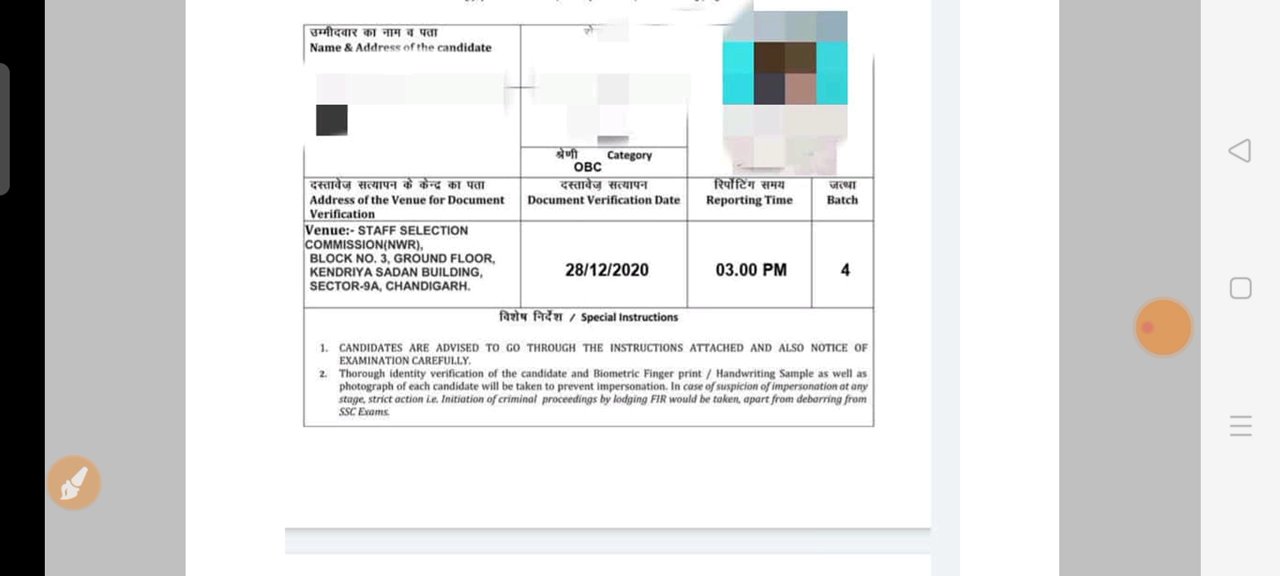 उम्मीदवार का नाम व पता
Name & Address of the candidate
श्रेणी Category
OBC
दस्तावेज़ सत्यापन के केन्द्र का पता
Address of the Venue for Document
Verification
दस्तावेज़ सत्यापन
Document Verification Date
रिपोर्टिंग समय
Reporting Time
जत्था
Batch
Venue:- STAFF SELECTION
COMMISSION(NWR),
BLOCK NO. 3, GROUND FLOOR,
KENDRIYA SADAN BUILDING,
SECTOR-9A, CHANDIGARH.
28/12/2020
03.00 PM
4
विशेष निर्देश / Special Instructions
1. CANDIDATES ARE ADVISED TO GO THROUGH THE INSTRUCTIONS ATTACHED AND ALSO NOTICE OF
EXAMINATION CAREFULLY.
2. Thorough identity verification of the candidate and Biometric Finger print / Handwriting Sample as well as
photograph of each candidate will be taken to prevent impersonation. In case of suspicion of impersonation at any
stage, strict action i.e. Initiation of criminal proceedings by lodging FIR would be taken, apart from debarring from
SSC Exams.